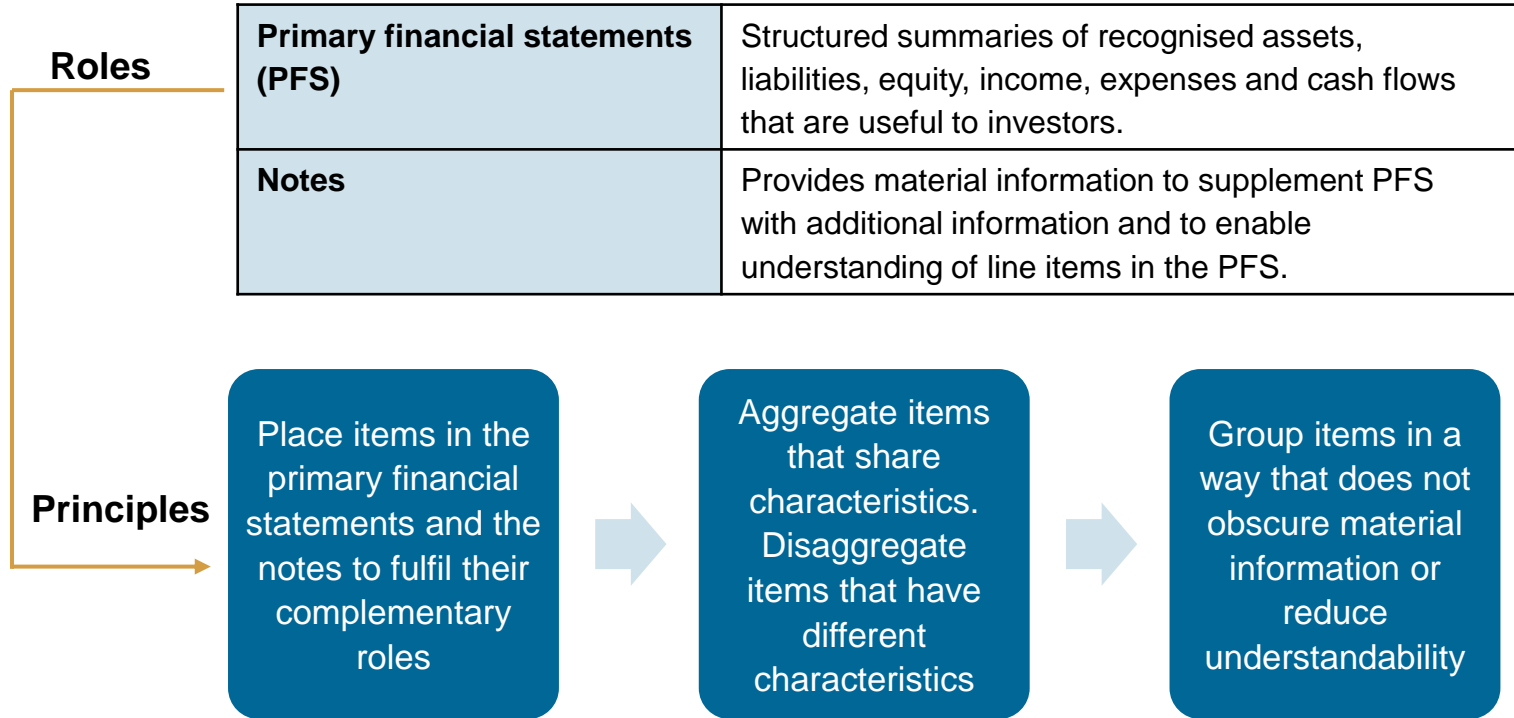 Roles
Primary financial statements
(PFS)
Structured summaries of recognised assets,
liabilities, equity, income, expenses and cash flows
that are useful to investors.
Notes
Provides material information to supplement PFS
with additional information and to enable
understanding of line items in the PFS.
Principles
Place items in the
primary financial
statements and the
notes to fulfil their
complementary
roles
Aggregate items
that share
characteristics.
Disaggregate
items that have
different
characteristics
Group items in a
way that does not
obscure material
information or
reduce
understandability